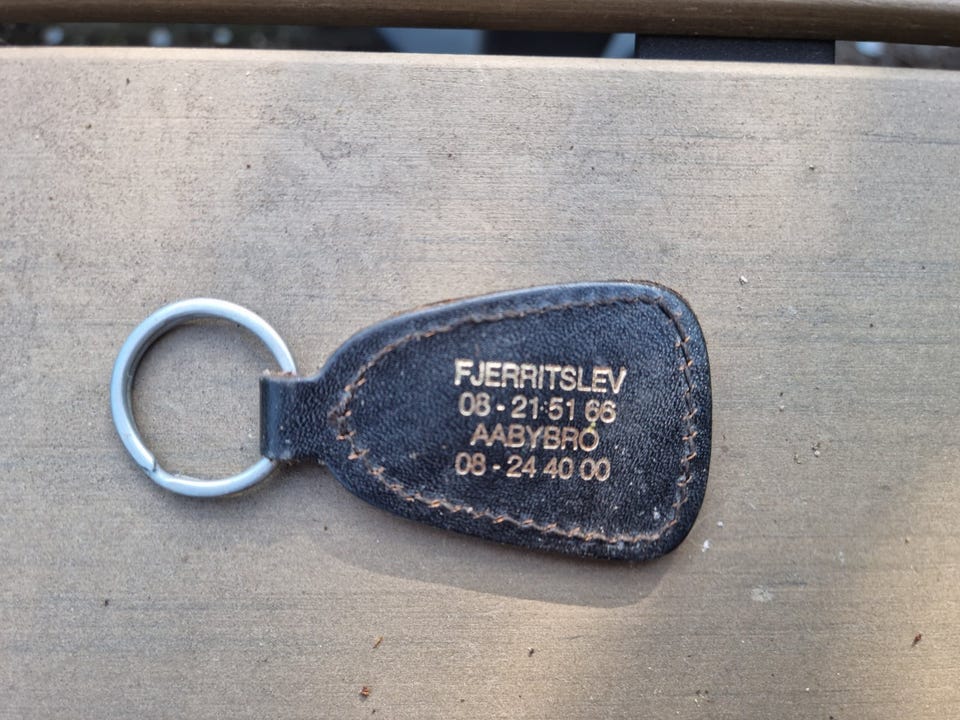 FJERRITSLEV
08 - 21 51 66
AABYBRO
08 - 24 40 00